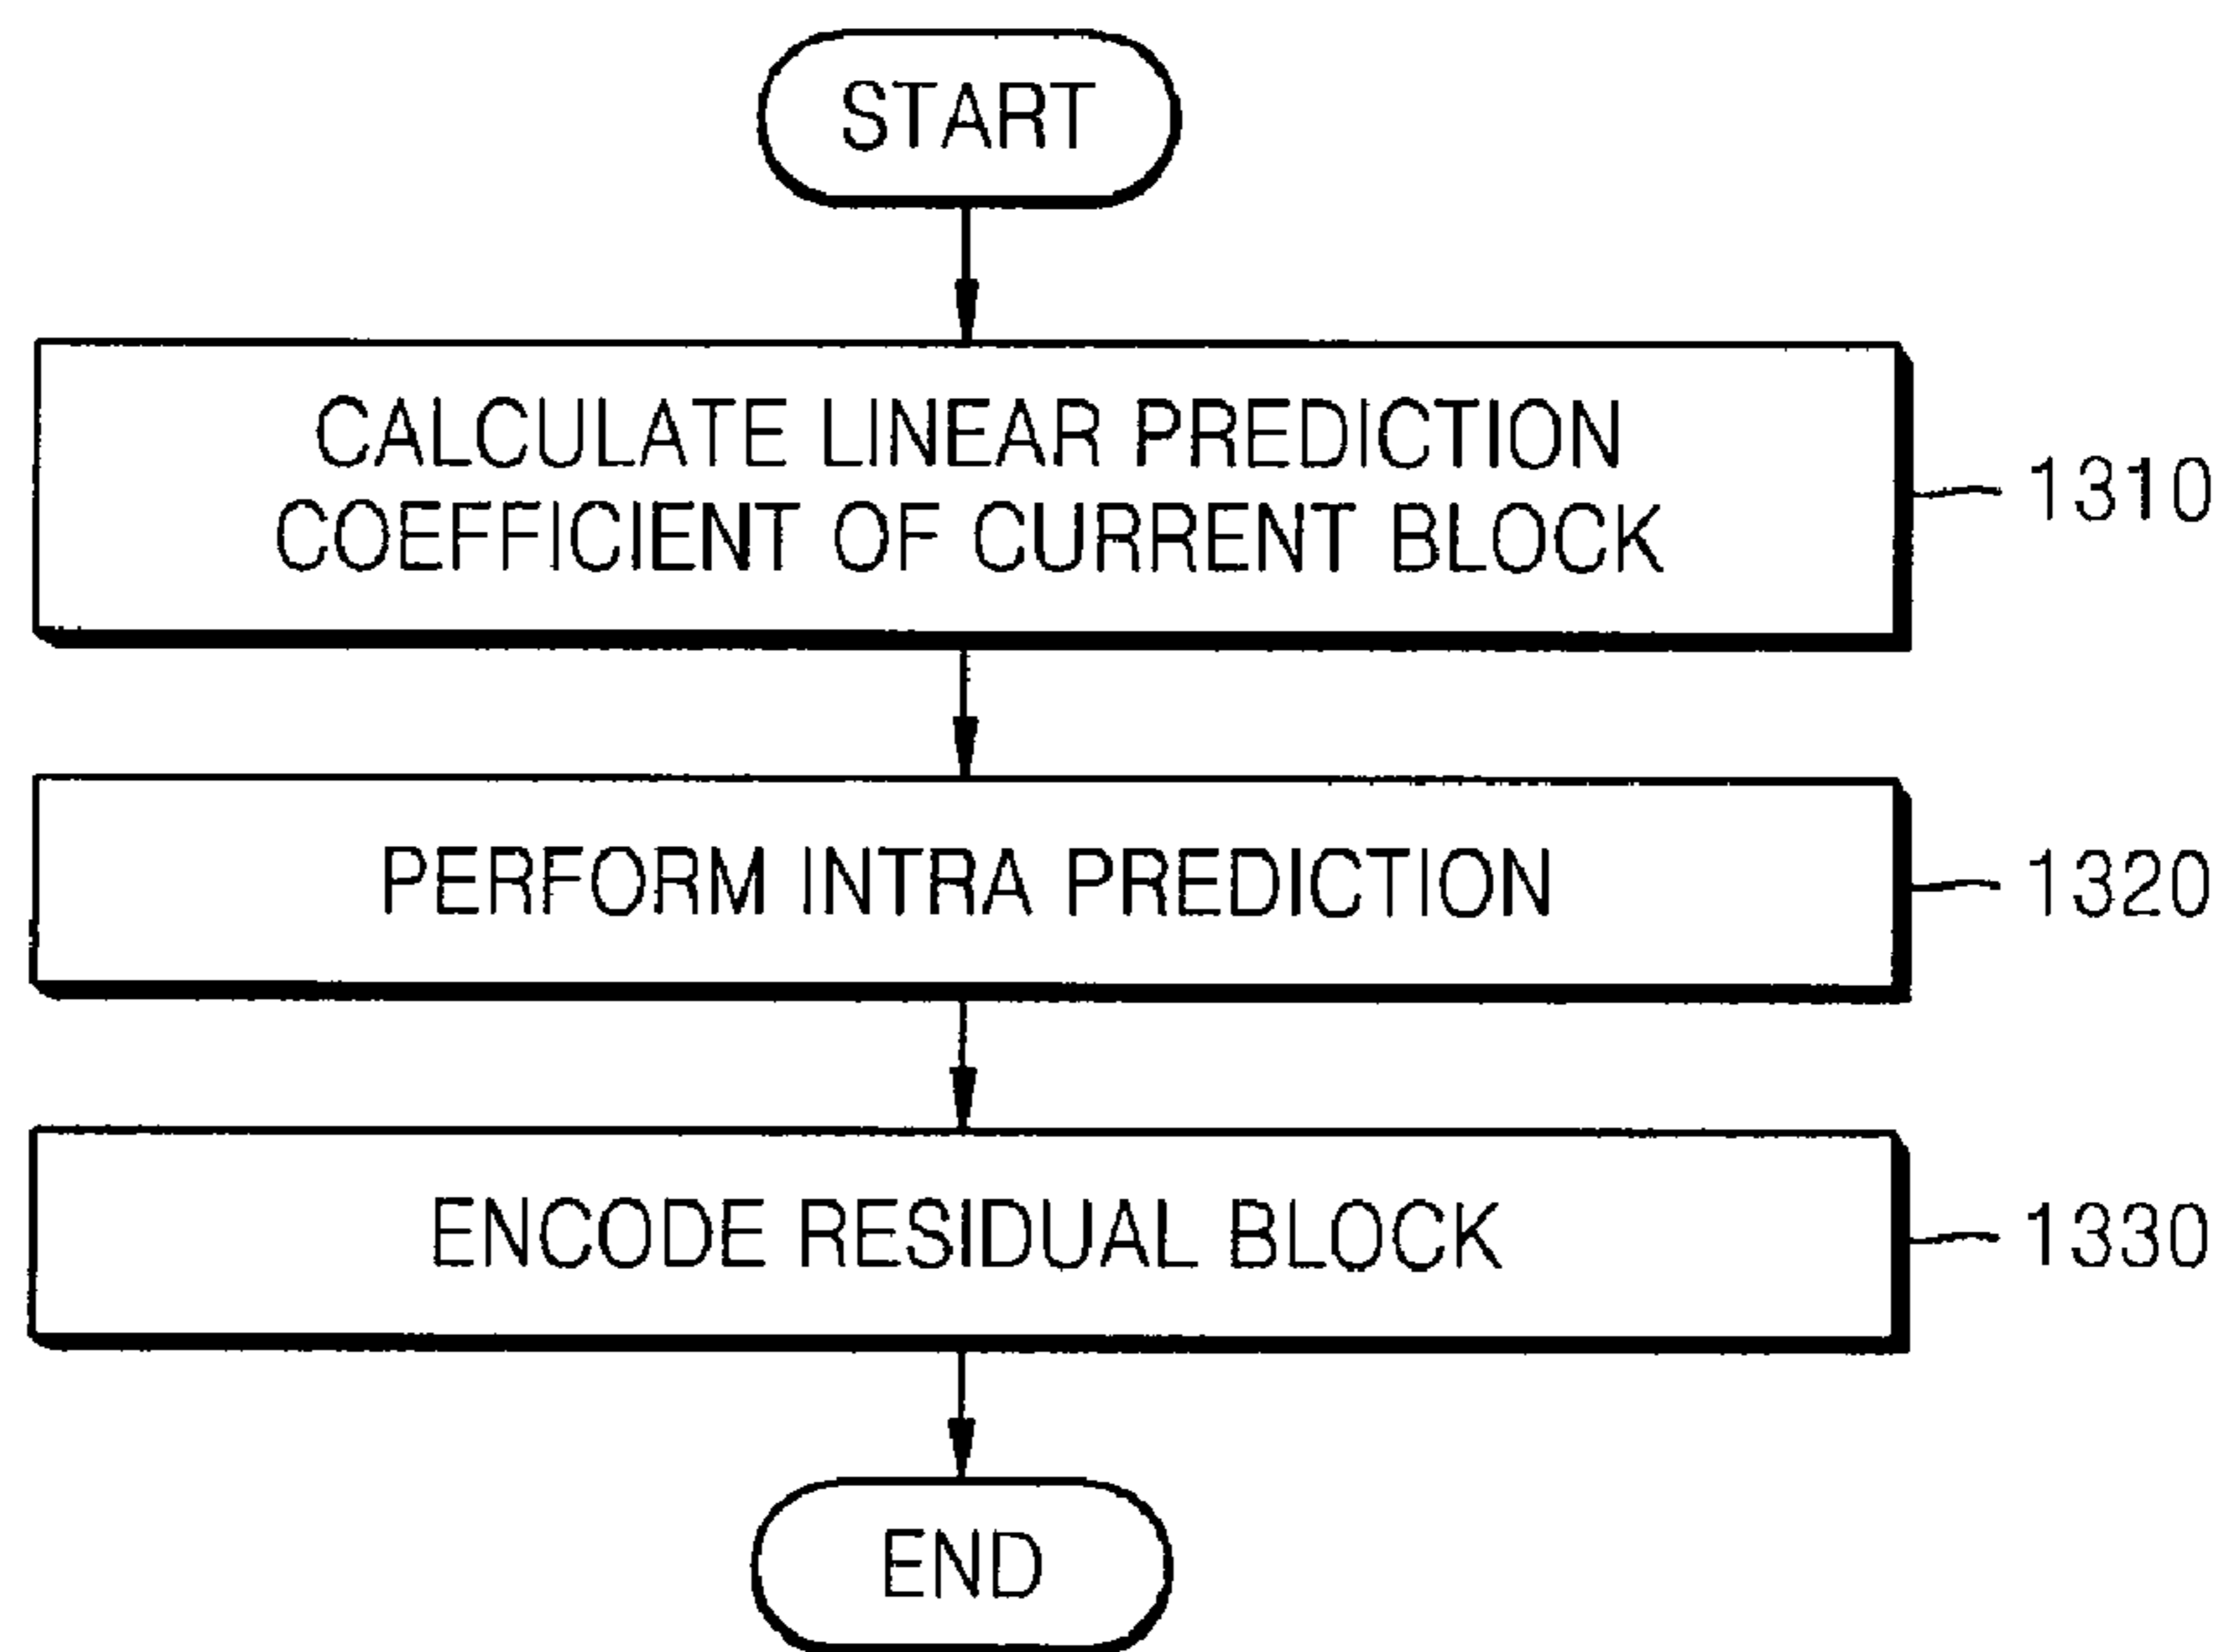 START
CALCULATE LINEAR PREDICTION
COEFFICIENT OF CURRENT BLOCK
1310
PERFORM INTRA PREDICTION
1320
ENCODE RESIDUAL BLOCK
1330
END